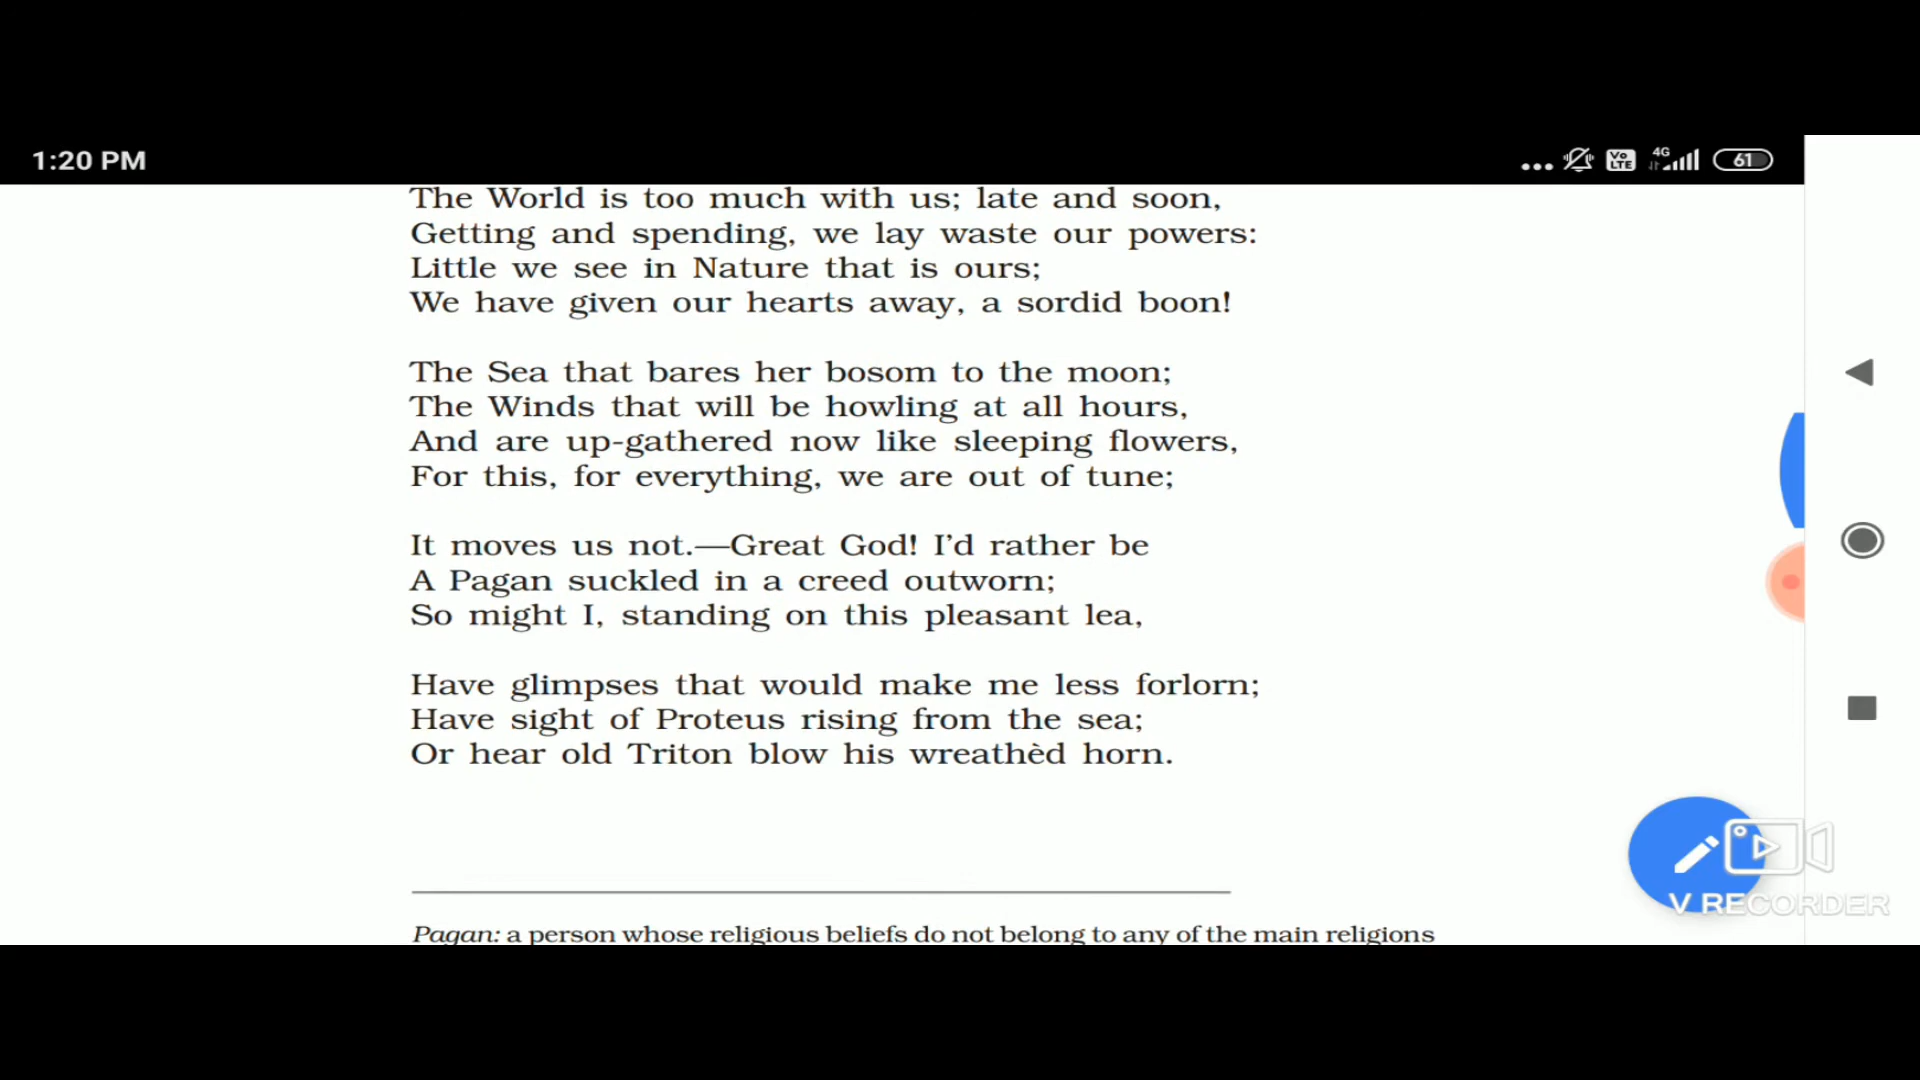 1:20 PM
Vo LTE 4G 61
The World is too much with us; late and soon,
Getting and spending, we lay waste our powers:
Little we see in Nature that is ours;
We have given our hearts away, a sordid boon!
The Sea that bares her bosom to the moon;
The Winds that will be howling at all hours,
And are up-gathered now like sleeping flowers,
For this, for everything, we are out of tune;
It moves us not.—Great God! I’d rather be
A Pagan suckled in a creed outworn;
So might I, standing on this pleasant lea,
Have glimpses that would make me less forlorn;
Have sight of Proteus rising from the sea;
Or hear old Triton blow his wreathèd horn.
V RECORDER
Pagan: a person whose religious beliefs do not belong to any of the main religions